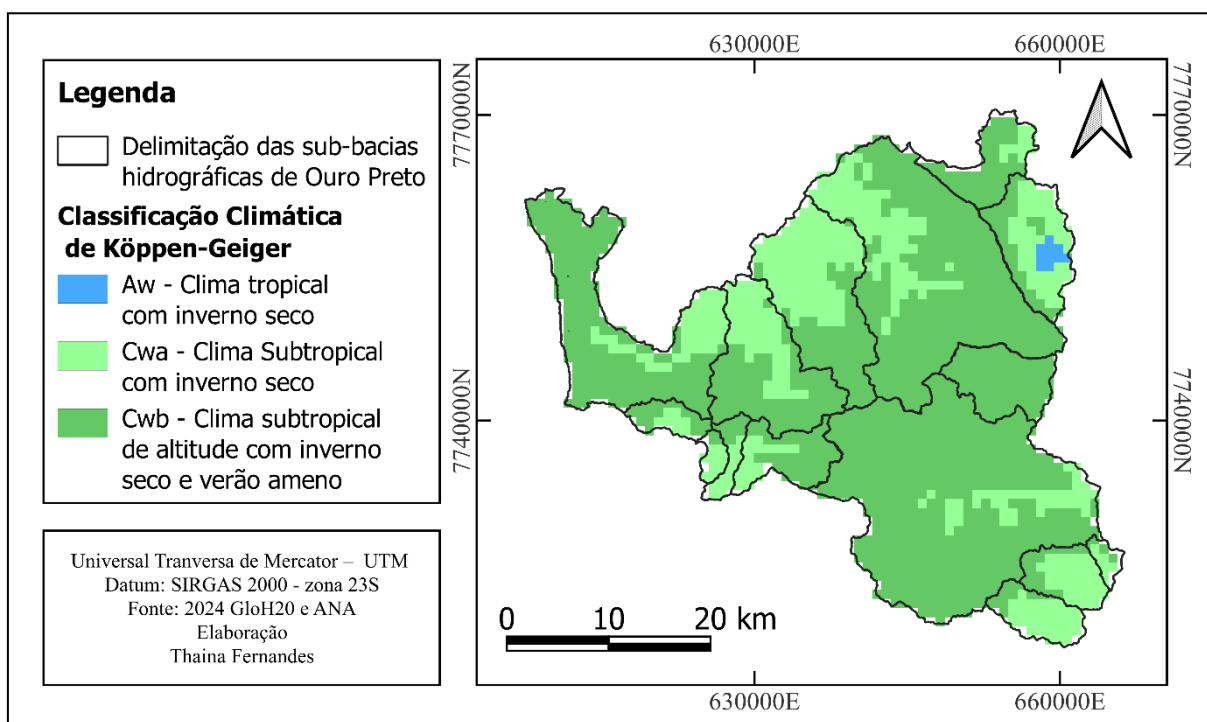 Legenda
Delimitação das sub-bacias
hidrográficas de Ouro Preto
Classificação Climática
de Köppen-Geiger
Aw - Clima tropical
com inverno seco
Cwa - Clima Subtropical
com inverno seco
Cwb - Clima subtropical
de altitude com inverno
seco e verão ameno
Universal Tranversa de Mercator – UTM
Datum: SIRGAS 2000 - zona 23S
Fonte: 2024 GloH20 e ANA
Elaboração
Thaina Fernandes
630000E
660000E
7770000N
7770000N
7740000N
7740000N
0 10 20 km
630000E
660000E